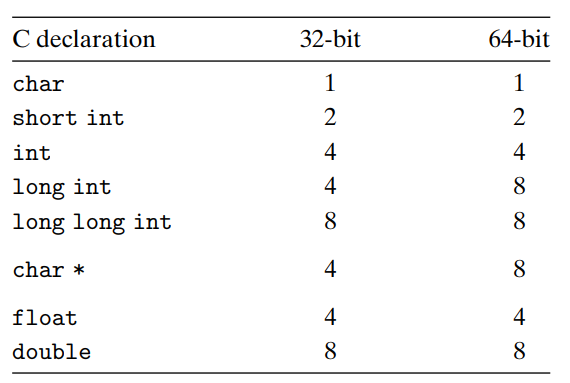 C declaration 32-bit 64-bit
char 1 1
short int 2 2
int 4 4
long int 4 8
long long int 8 8
char * 4 8
float 4 4
double 8 8